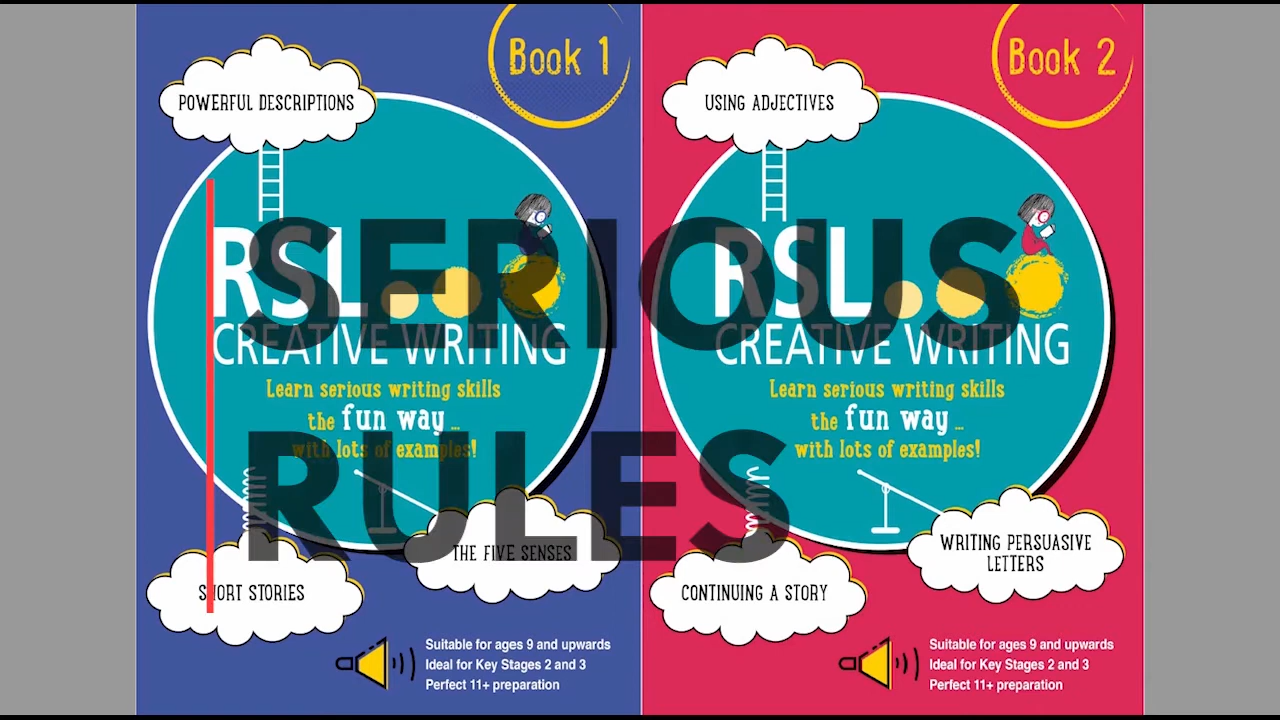 Book 1
POWERFUL DESCRIPTIONS
RSL
CREATIVE WRITING
Learn serious writing skills
the fun way ...
with lots of examples!
THE FIVE SENSES
SHORT STORIES
Suitable for ages 9 and upwards
Ideal for Key Stages 2 and 3
Perfect 11+ preparation
Book 2
USING ADJECTIVES
RSL
CREATIVE WRITING
Learn serious writing skills
the fun way ...
with lots of examples!
WRITING PERSUASIVE
LETTERS
CONTINUING A STORY
Suitable for ages 9 and upwards
Ideal for Key Stages 2 and 3
Perfect 11+ preparation
SERIOUS
RULES